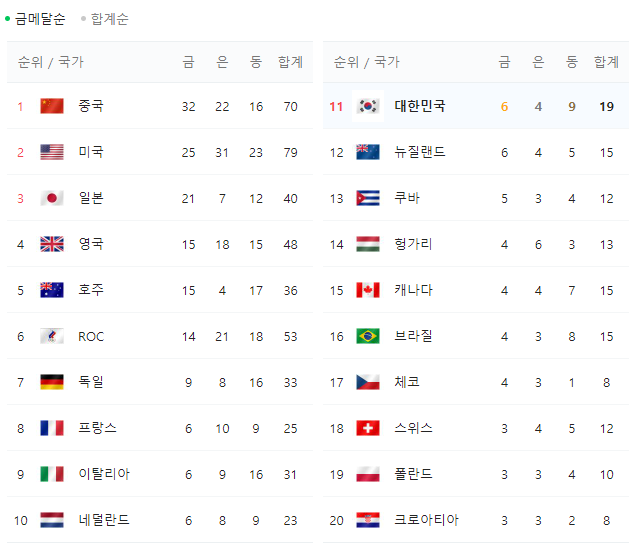 금메달순 합계순
순위 / 국가 금 은 동 합계
1 중국 32 22 16 70
2 미국 25 31 23 79
3 일본 21 7 12 40
4 영국 15 18 15 48
5 호주 15 4 17 36
6 ROC 14 21 18 53
7 독일 9 8 16 33
8 프랑스 6 10 9 25
9 이탈리아 6 9 16 31
10 네덜란드 6 8 9 23
순위 / 국가 금 은 동 합계
11 대한민국 6 4 9 19
12 뉴질랜드 6 4 5 15
13 쿠바 5 3 4 12
14 헝가리 4 6 3 13
15 캐나다 4 4 7 15
16 브라질 4 3 8 15
17 체코 4 3 1 8
18 스위스 3 4 5 12
19 폴란드 3 3 4 10
20 크로아티아 3 3 2 8